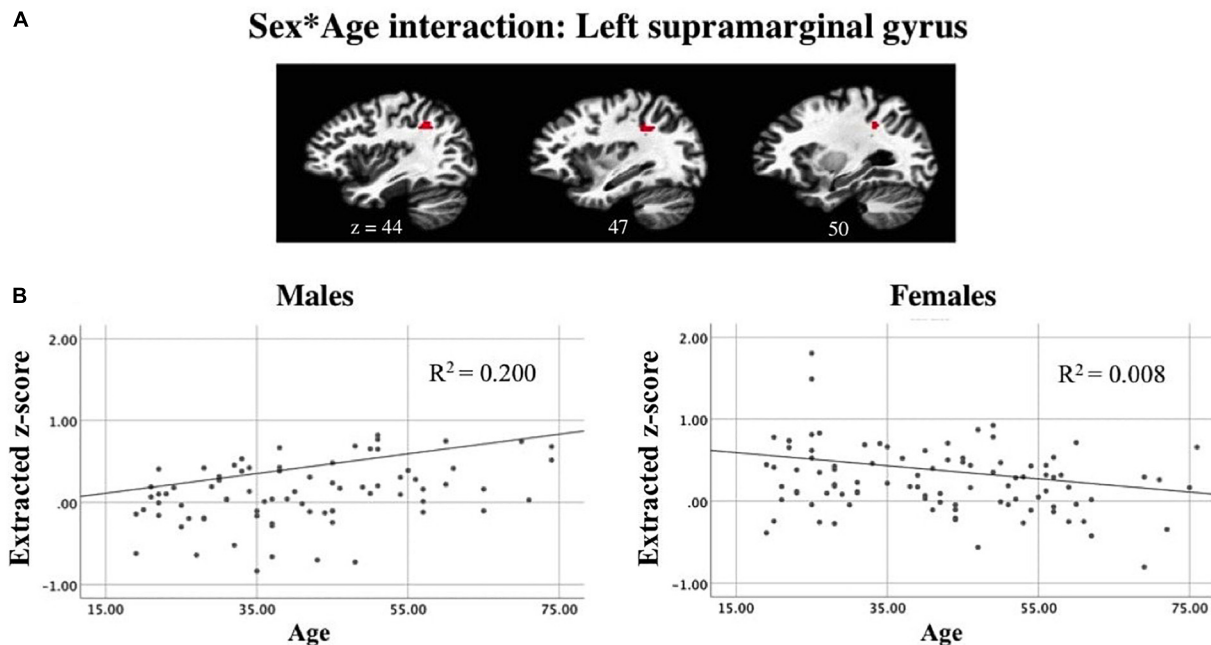 A
Sex*Age interaction: Left supramarginal gyrus
z = 44
47
50
B
Males
Extracted z-score
2.00
1.00
.00
-1.00
R² = 0.200
15.00 35.00 55.00 75.00
Age
Females
Extracted z-score
2.00
1.00
.00
-1.00
R² = 0.008
15.00 35.00 55.00 75.00
Age